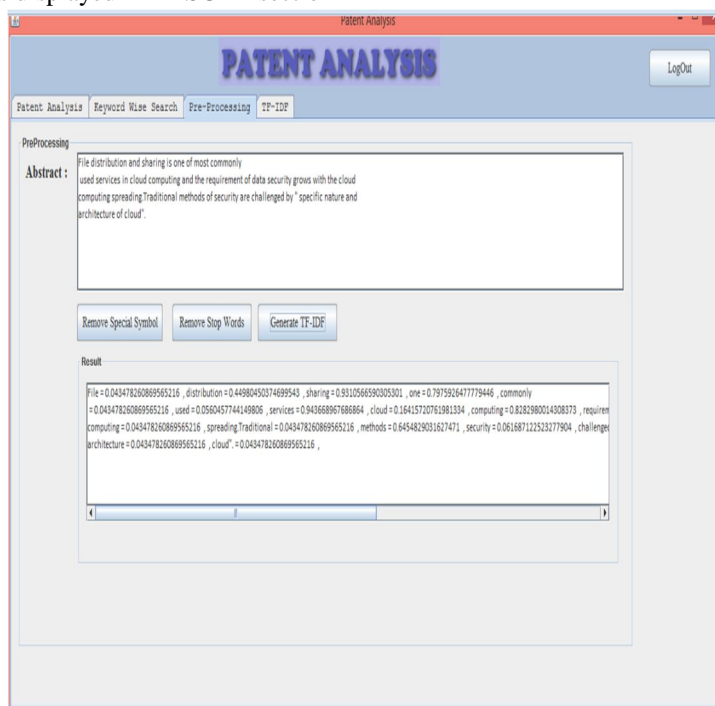 Patent Analysis
PATENT ANALYSIS
LogOut
Patent Analysis Keyword Wise Search Pre-Processing TF-IDF
PreProcessing
Abstract :
File distribution and sharing is one of most commonly
used services in cloud computing and the requirement of data security grows with the cloud
computing spreading.Traditional methods of security are challenged by " specific nature and
architecture of cloud".
Remove Special Symbol Remove Stop Words Generate TF-IDF
Result
File = 0.043478260869565216 , distribution = 0.44980450374699543 , sharing = 0.9310566590305301 , one = 0.7975926477779446 , commonly
= 0.043478260869565216 , used = 0.0560457744149806 , services = 0.943668967686864 , cloud = 0.16415720761981334 , computing = 0.8282980014308373 , requirem
computing = 0.043478260869565216 , spreading.Traditional = 0.043478260869565216 , methods = 0.6454829031627471 , security = 0.061687122523277904 , challenged
architecture = 0.043478260869565216 , cloud". = 0.043478260869565216 ,